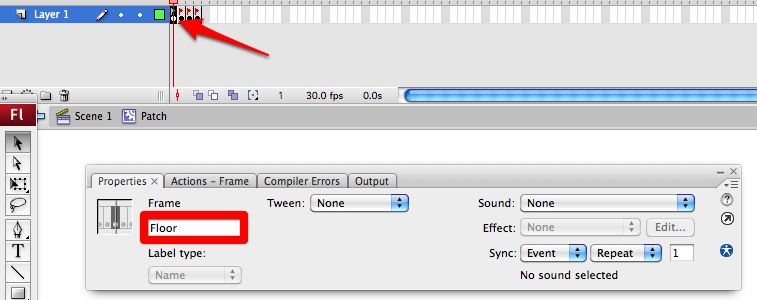 Layer 1
1 30.0 fps 0.0s
Fl
Scene 1 Patch
Properties × Actions - Frame Compiler Errors Output
Frame Tween: None Sound: None
Floor Effect: None Edit...
Label type: Sync: Event Repeat 1
Name No sound selected
T